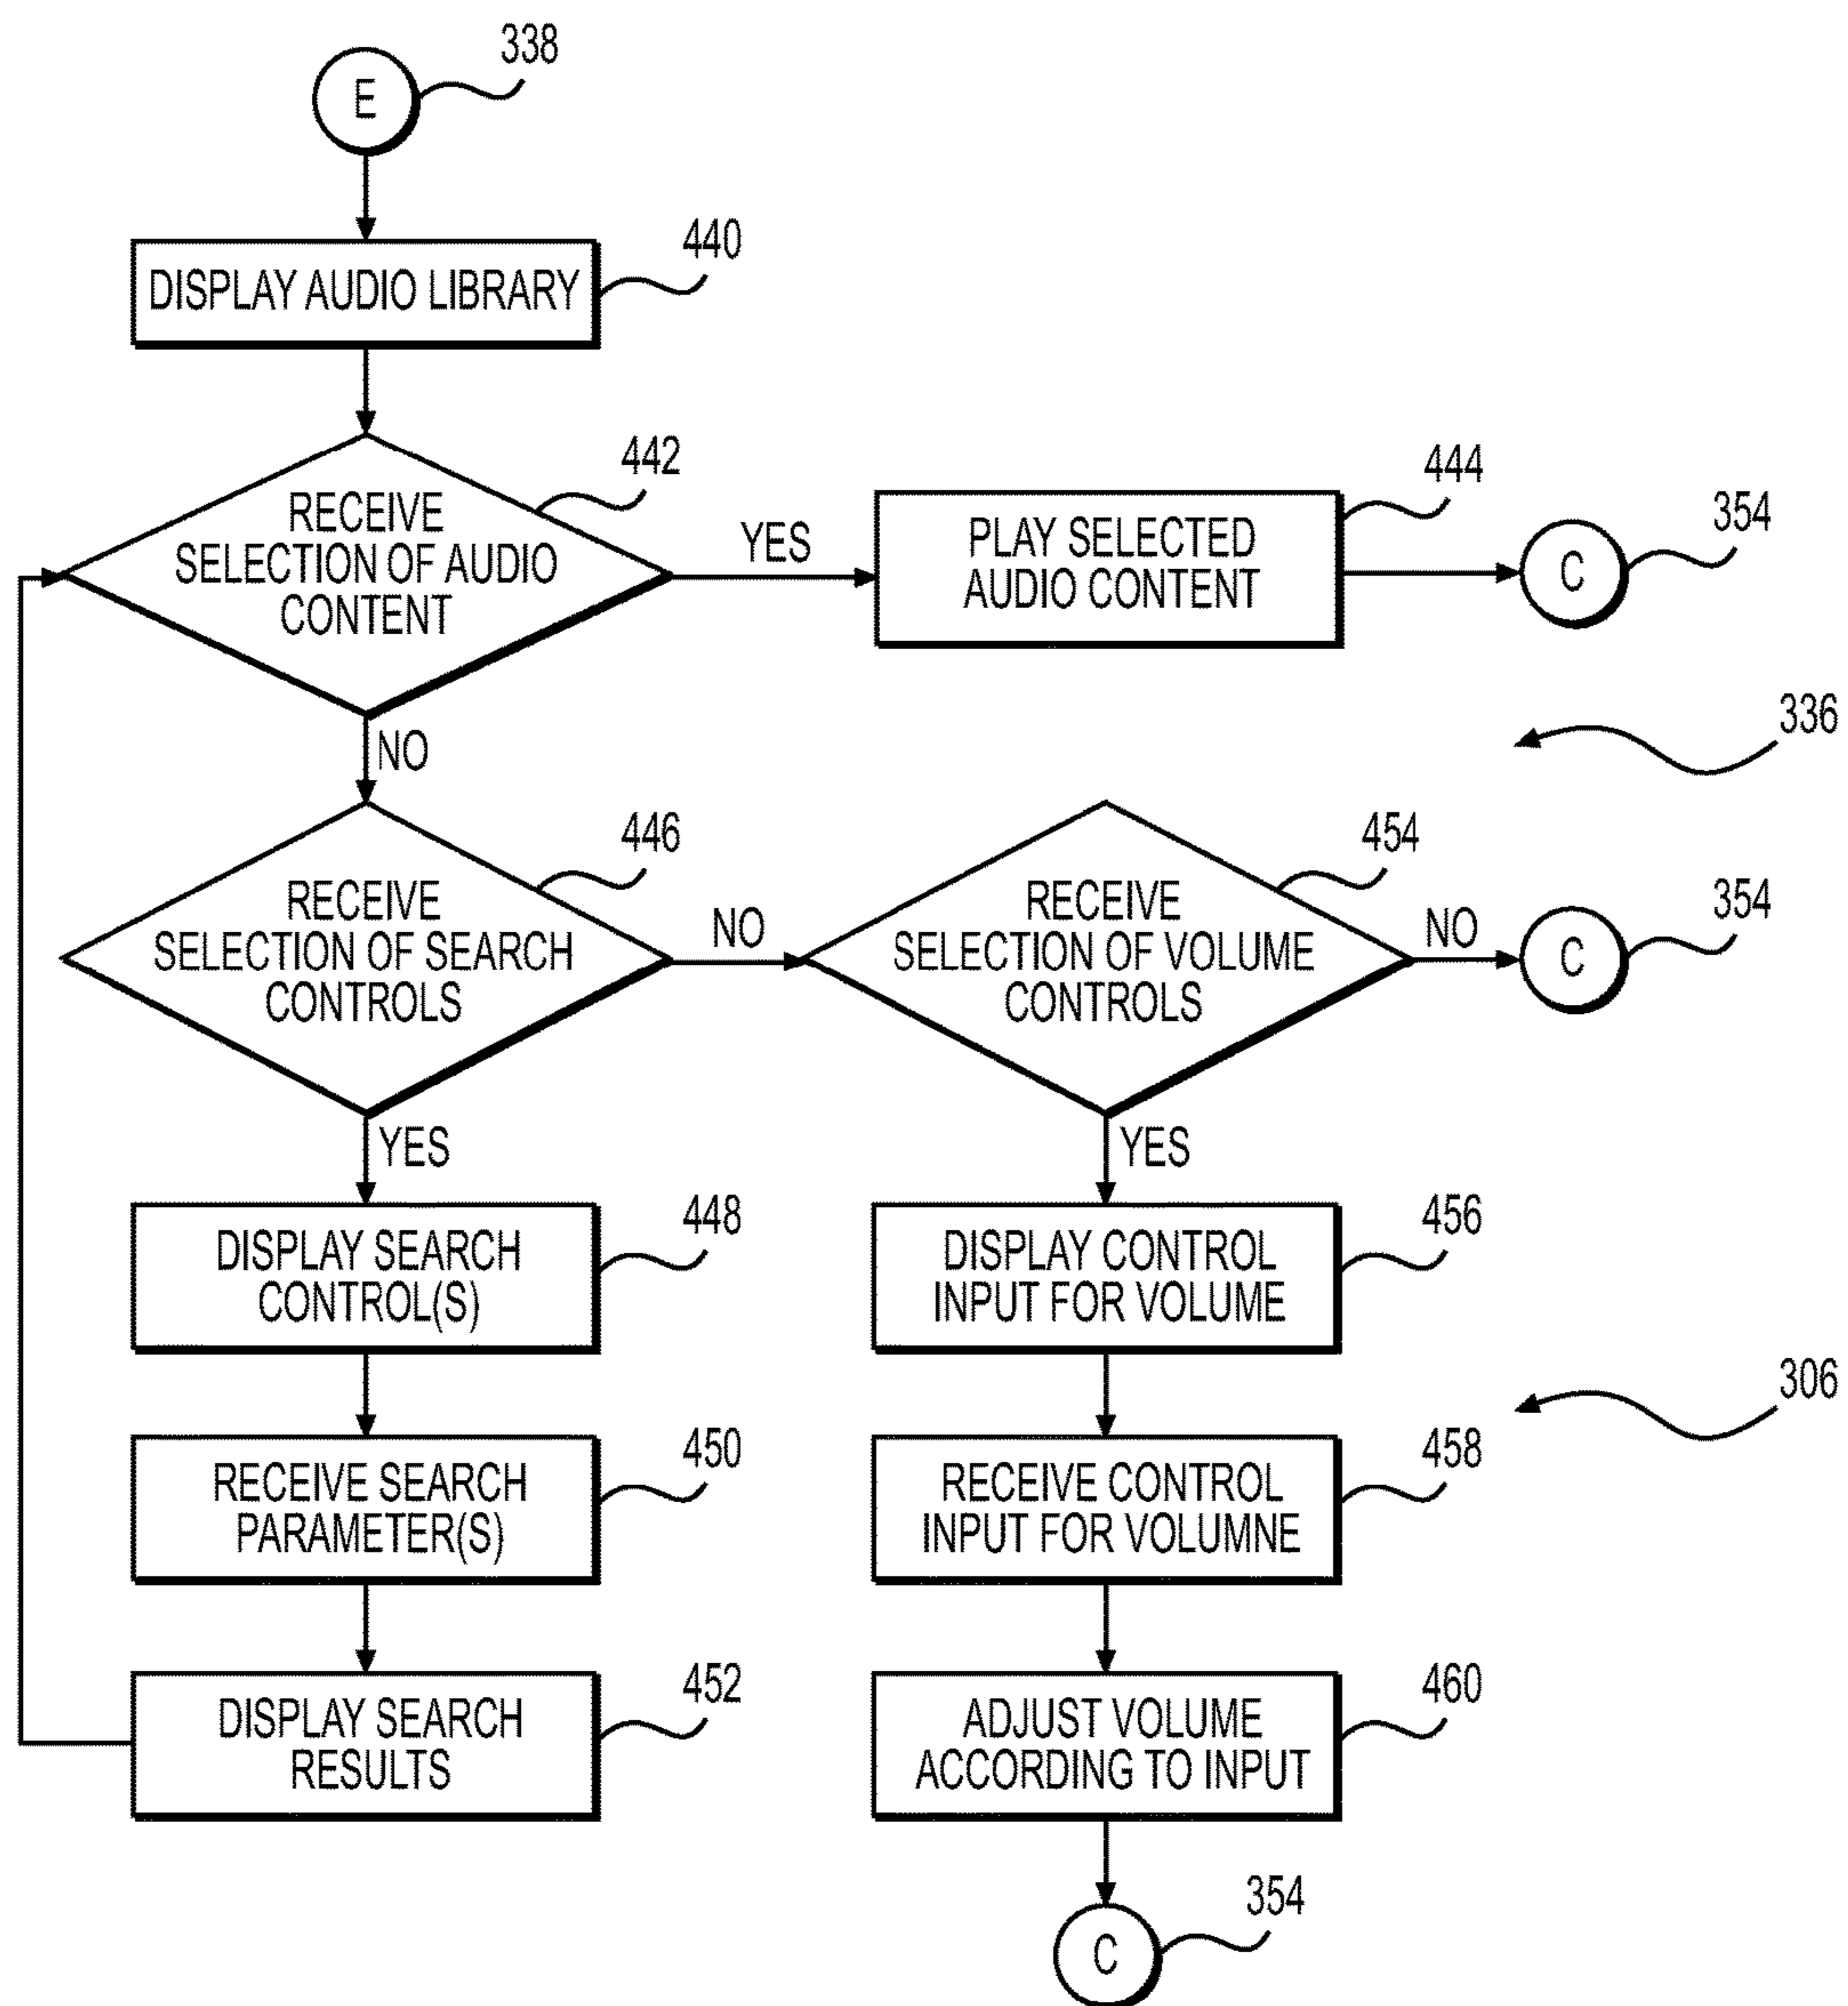 338
E
440
DISPLAY AUDIO LIBRARY
442
RECEIVE
SELECTION OF AUDIO
CONTENT
YES
444
PLAY SELECTED
AUDIO CONTENT
354
C
336
NO
446
RECEIVE
SELECTION OF SEARCH
CONTROLS
NO
454
RECEIVE
SELECTION OF VOLUME
CONTROLS
NO
354
C
YES
448
DISPLAY SEARCH
CONTROL(S)
450
RECEIVE SEARCH
PARAMETER(S)
452
DISPLAY SEARCH
RESULTS
YES
456
DISPLAY CONTROL
INPUT FOR VOLUME
306
458
RECEIVE CONTROL
INPUT FOR VOLUMNE
460
ADJUST VOLUME
ACCORDING TO INPUT
354
C